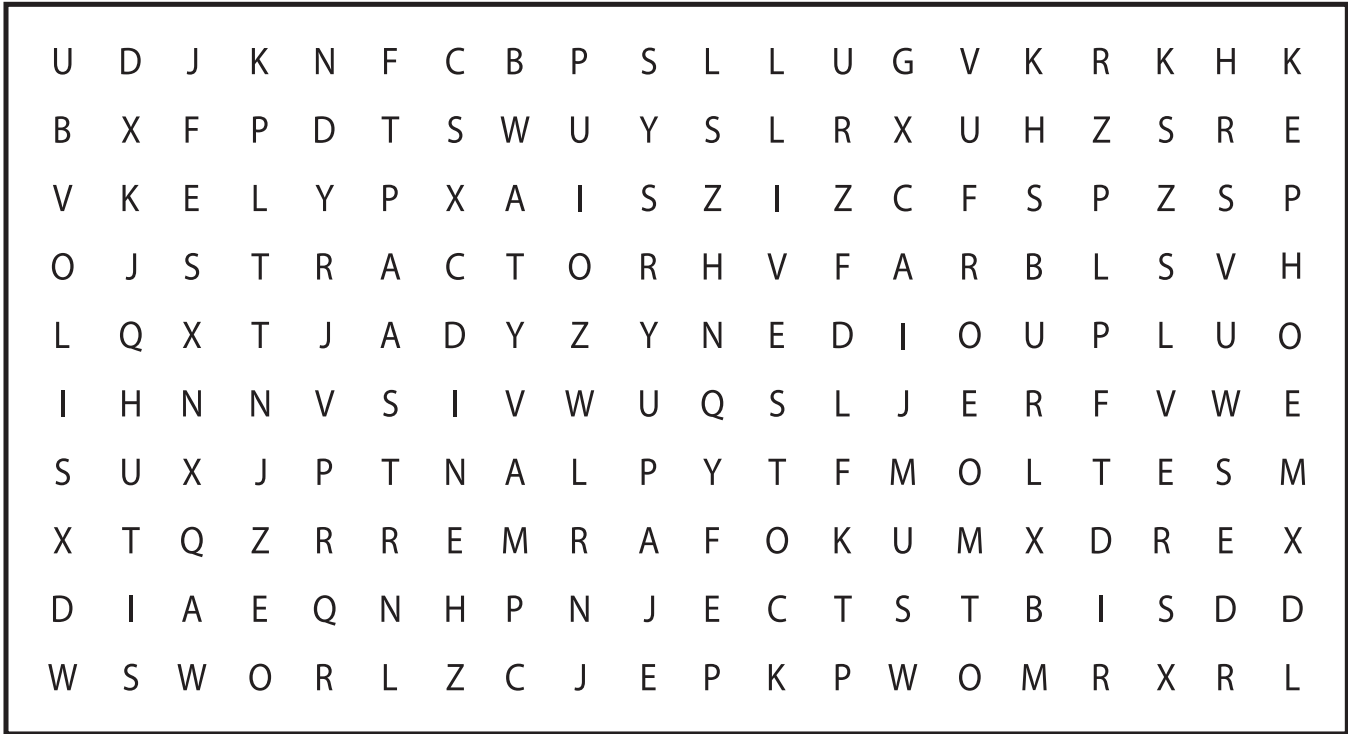 U D J K N F C B P S L L U G V K R K H K
B X F P D T S W U Y S L R X U H Z S R E
V K E L Y P X A I S Z I Z C F S P Z S P
O J S T R A C T O R H V F A R B L S V H
L Q X T J A D Y Z Y N E D I O U P L U O
I H N N V S I V W U Q S L J E R F V W E
S U X J P T N A L P Y T F M O L T E S M
X T Q Z R R E M R A F O K U M X D R E X
D I A E Q N H P N J E C T S T B I S D D
W S W O R L Z C J E P K P W O M R X R L